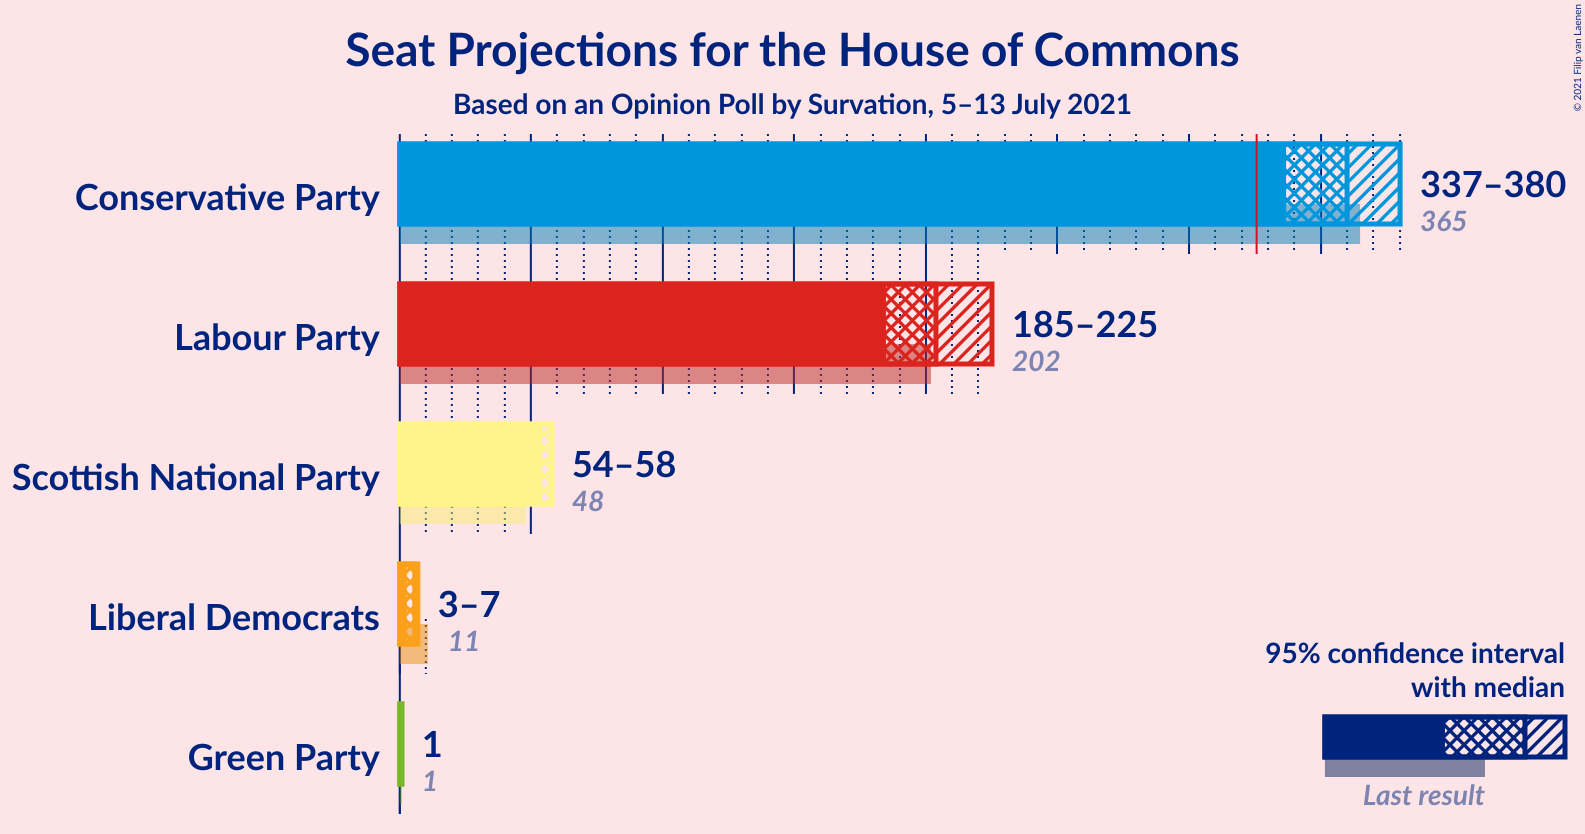 Seat Projections for the House of Commons
Based on an Opinion Poll by Survation, 5–13 July 2021
© 2021 Filip van Laenen
Conservative Party
337–380
365
Labour Party
185–225
202
Scottish National Party
54–58
48
Liberal Democrats
3–7
11
Green Party
1
1
95% confidence interval
with median
Last result